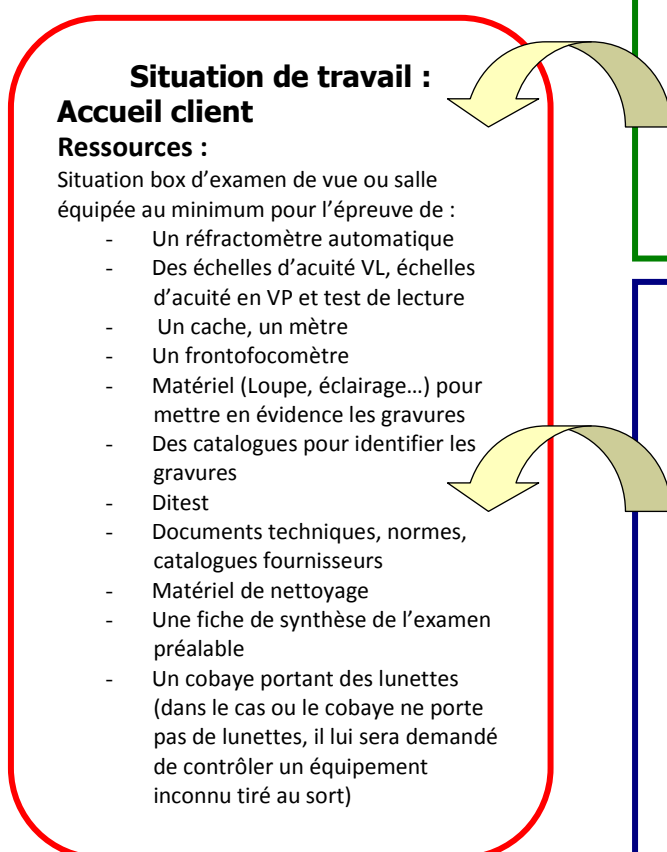 Situation de travail :
Accueil client
Ressources :
Situation box d’examen de vue ou salle
équipée au minimum pour l’épreuve de :
- Un réfractomètre automatique
- Des échelles d’acuité VL, échelles
d’acuité en VP et test de lecture
- Un cache, un mètre
- Un frontofocomètre
- Matériel (Loupe, éclairage…) pour
mettre en évidence les gravures
- Des catalogues pour identifier les
gravures
- Ditest
- Documents techniques, normes,
catalogues fournisseurs
- Matériel de nettoyage
- Une fiche de synthèse de l’examen
préalable
- Un cobaye portant des lunettes
(dans le cas ou le cobaye ne porte
pas de lunettes, il lui sera demandé
de contrôler un équipement
inconnu tiré au sort)